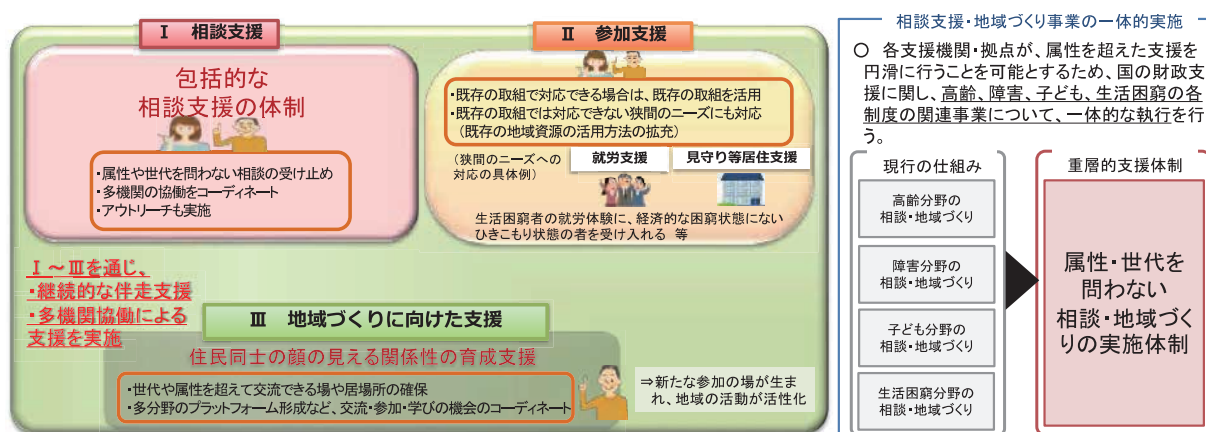 Ⅰ 相談支援
包括的な
相談支援の体制
・属性や世代を問わない相談の受け止め
・多機関の協働をコーディネート
・アウトリーチも実施
Ⅱ 参加支援
・既存の取組で対応できる場合は、既存の取組を活用
・既存の取組では対応できない狭間のニーズにも対応
（既存の地域資源の活用方法の拡充）
（狭間のニーズへの
対応の具体例）
就労支援
見守り等居住支援
生活困窮者の就労体験に、経済的な困窮状態にない
ひきこもり状態の者を受け入れる 等
Ⅰ～Ⅲを通じ、
・継続的な伴走支援
・多機関協働による
支援を実施
Ⅲ 地域づくりに向けた支援
住民同士の顔の見える関係性の育成支援
・世代や属性を超えて交流できる場や居場所の確保
・多分野のプラットフォーム形成など、交流・参加・学びの機会のコーディネート
⇒新たな参加の場が生ま
れ、地域の活動が活性化
相談支援・地域づくり事業の一体的実施
○ 各支援機関・拠点が、属性を超えた支援を
円滑に行うことを可能とするため、国の財政支
援に関し、高齢、障害、子ども、生活困窮の各
制度の関連事業について、一体的な執行を行
う。
現行の仕組み
高齢分野の
相談・地域づくり
障害分野の
相談・地域づくり
子ども分野の
相談・地域づくり
生活困窮分野の
相談・地域づくり
重層的支援体制
属性・世代を
問わない
相談・地域づく
りの実施体制